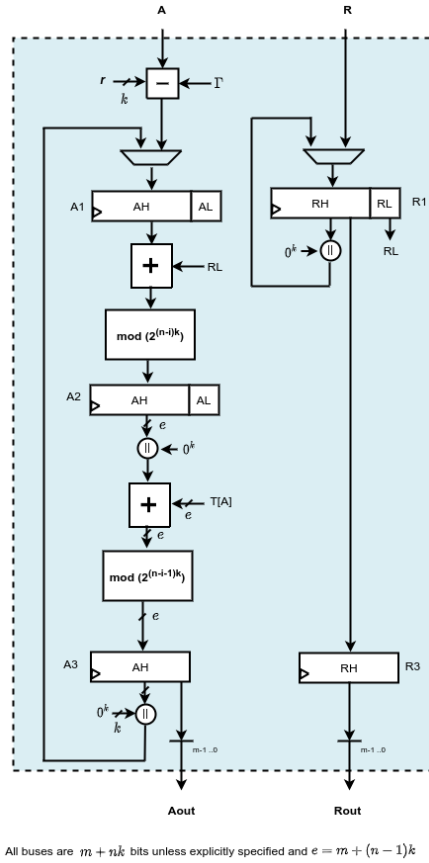 A R
r − Γ
k
A1 AH AL RH RL R1
+ RL 0^k || RL
mod (2^(n-i)k)
A2 AH AL
e
|| 0^k
+ T[A]
e
e
mod (2^(n-i-1)k)
e
A3 AH RH R3
0^k ||
k
m-1 ..0 m-1 ..0
Aout Rout
All buses are m + nk bits unless explicitly specified and e = m + (n − 1)k